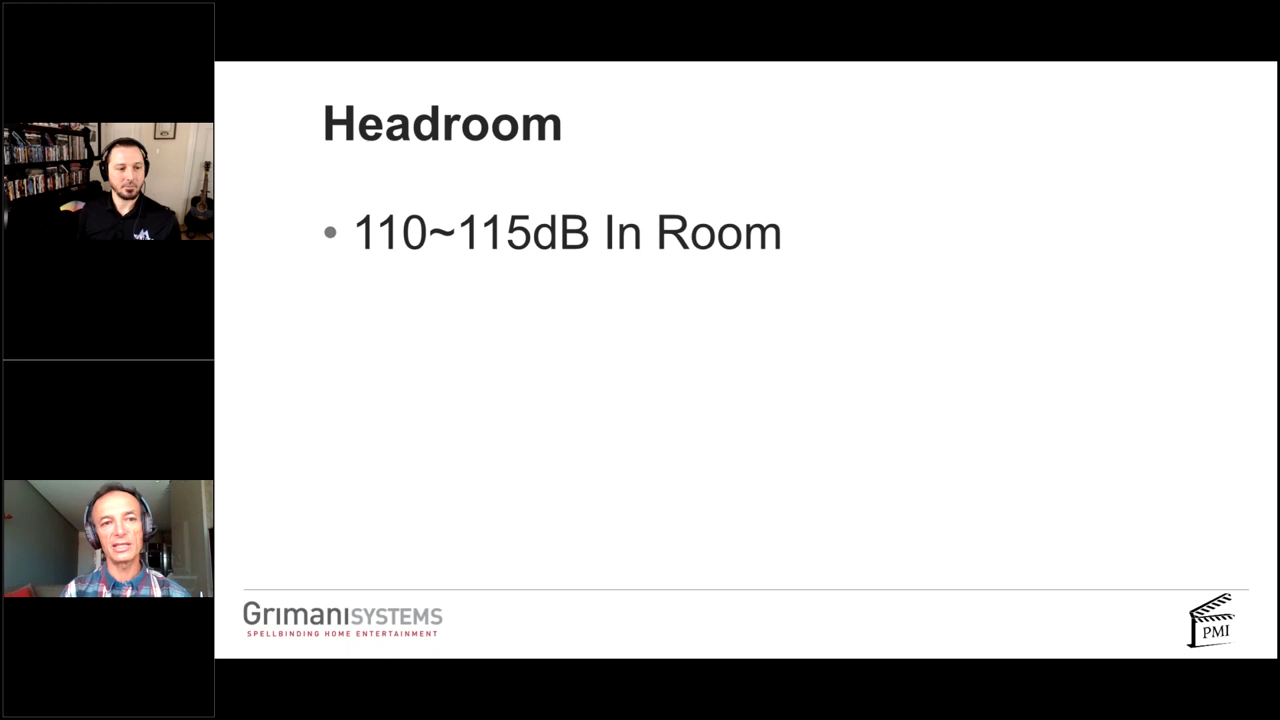 Headroom
• 110~115dB In Room
GrimaniSYSTEMS
SPELLBINDING HOME ENTERTAINMENT
PMI